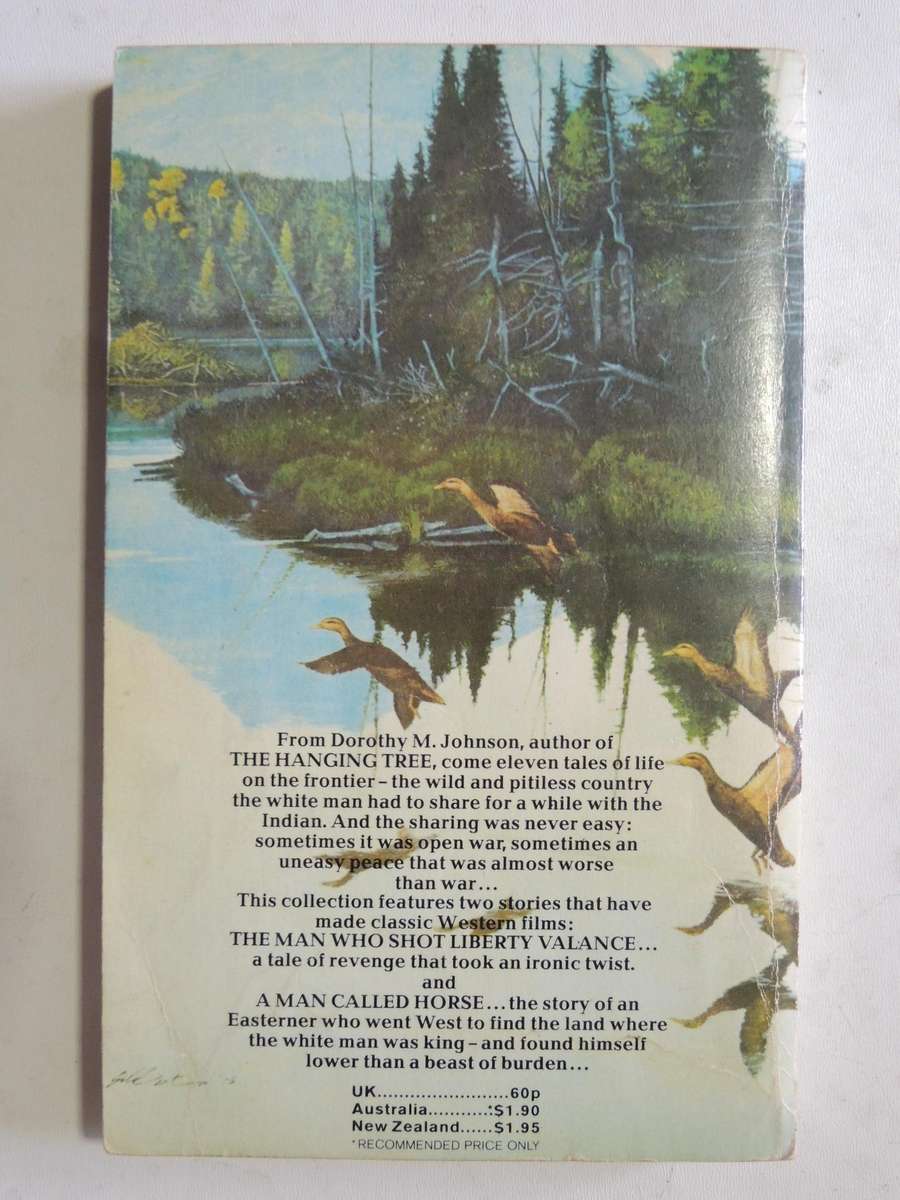 From Dorothy M. Johnson, author of
THE HANGING TREE, come eleven tales of life
on the frontier – the wild and pitiless country
the white man had to share for a while with the
Indian. And the sharing was never easy:
sometimes it was open war, sometimes an
uneasy peace that was almost worse
than war...
This collection features two stories that have
made classic Western films:
THE MAN WHO SHOT LIBERTY VALANCE...
a tale of revenge that took an ironic twist.
and
A MAN CALLED HORSE... the story of an
Easterner who went West to find the land where
the white man was king – and found himself
lower than a beast of burden...
UK........................60p
Australia...........*$1.90
New Zealand......$1.95
*RECOMMENDED PRICE ONLY